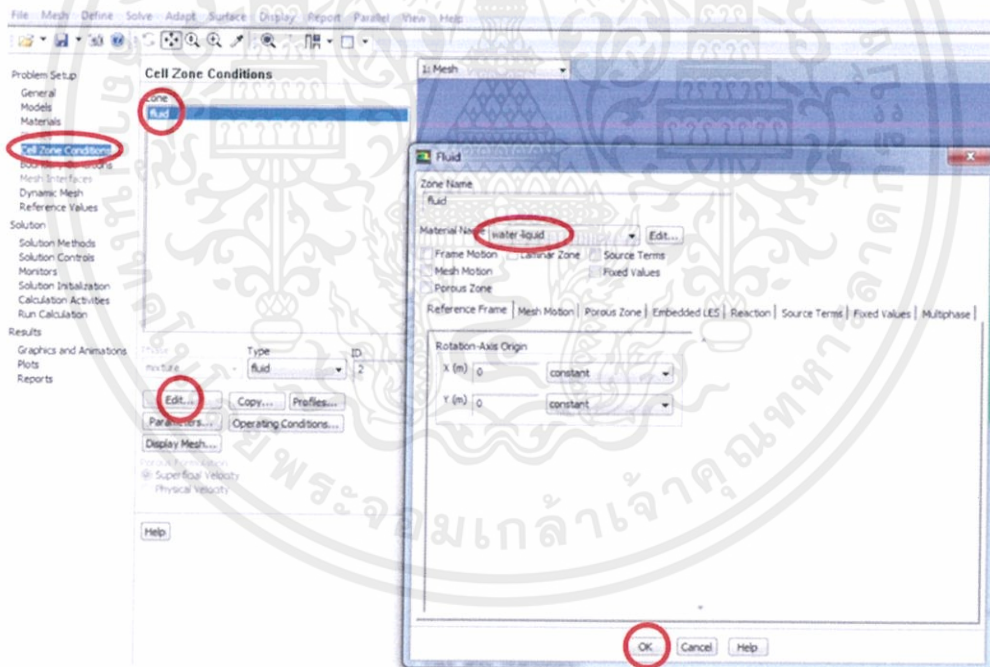 File Mesh Define Solve Adapt Surface Display Report Parallel View Help
Problem Setup
General
Models
Materials
Cell Zone Conditions
Boundary Conditions
Mesh Interfaces
Dynamic Mesh
Reference Values
Solution
Solution Methods
Solution Controls
Monitors
Solution Initialization
Calculation Activities
Run Calculation
Results
Graphics and Animations
Plots
Reports
Cell Zone Conditions
Zone
fluid
Phase Type ID
mixture fluid 2
Edit... Copy... Profiles...
Parameters... Operating Conditions...
Display Mesh...
Porous Formulation
Superficial Velocity
Physical Velocity
Help
1: Mesh
Fluid
Zone Name
fluid
Material Name water-liquid Edit...
Frame Motion Laminar Zone Source Terms
Mesh Motion Fixed Values
Porous Zone
Reference Frame Mesh Motion Porous Zone Embedded LES Reaction Source Terms Fixed Values Multiphase
Rotation-Axis Origin
X (m) 0 constant
Y (m) 0 constant
OK Cancel Help